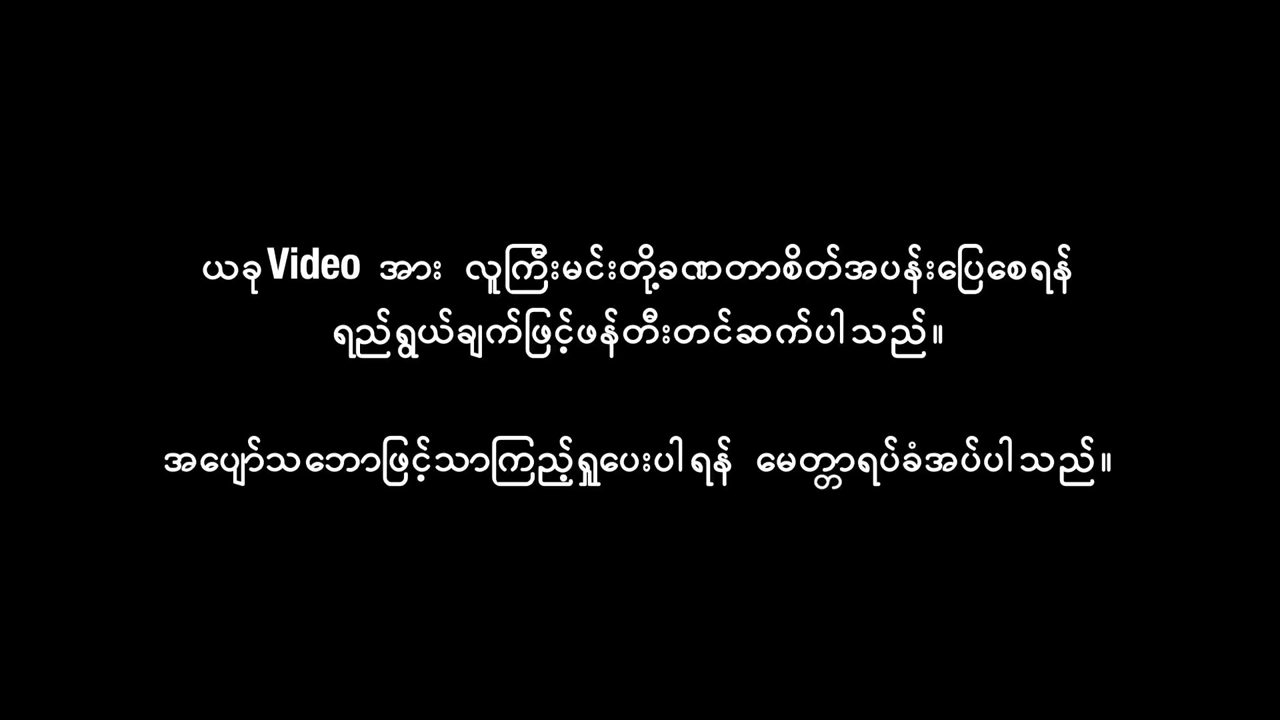 ယခုVideo အား လူကြီးမင်းတို့ခဏတာစိတ်အပန်းပြေစေရန်
ရည်ရွယ်ချက်ဖြင့်ဖန်တီးတင်ဆက်ပါသည်။
အပျော်သဘောဖြင့်သာကြည့်ရှုပေးပါရန် မေတ္တာရပ်ခံအပ်ပါသည်။